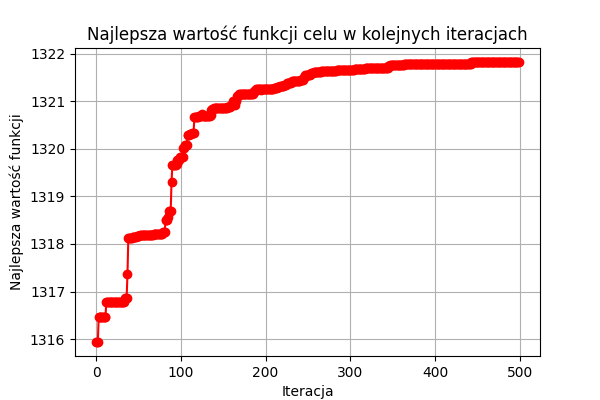 Najlepsza wartość funkcji celu w kolejnych iteracjach
Najlepsza wartość funkcji
1322
1321
1320
1319
1318
1317
1316
0 100 200 300 400 500
Iteracja